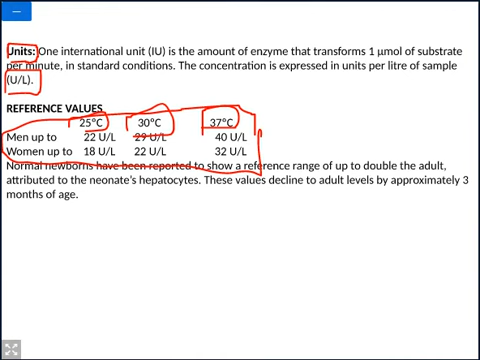 Units: One international unit (IU) is the amount of enzyme that transforms 1 µmol of substrate
per minute, in standard conditions. The concentration is expressed in units per litre of sample
(U/L).
REFERENCE VALUES
25°C 30°C 37°C
Men up to 22 U/L 29 U/L 40 U/L
Women up to 18 U/L 22 U/L 32 U/L
Normal newborns have been reported to show a reference range of up to double the adult,
attributed to the neonate's hepatocytes. These values decline to adult levels by approximately 3
months of age.